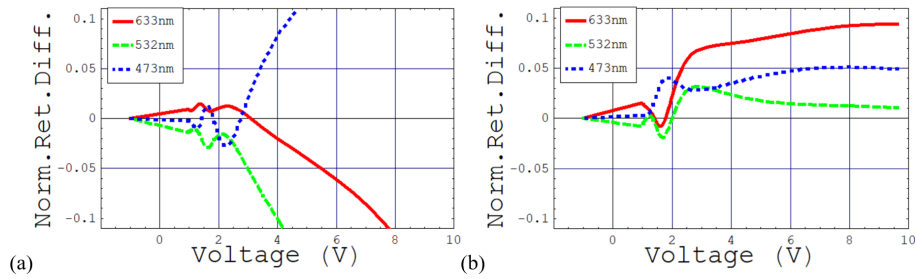 Norm.Ret.Diff.
0.1
0.05
0
-0.05
-0.1
633nm
532nm
473nm
0 2 4 6 8 10
Voltage (V)
(a)
Norm.Ret.Diff.
0.1
0.05
0
-0.05
-0.1
633nm
532nm
473nm
0 2 4 6 8 10
Voltage (V)
(b)